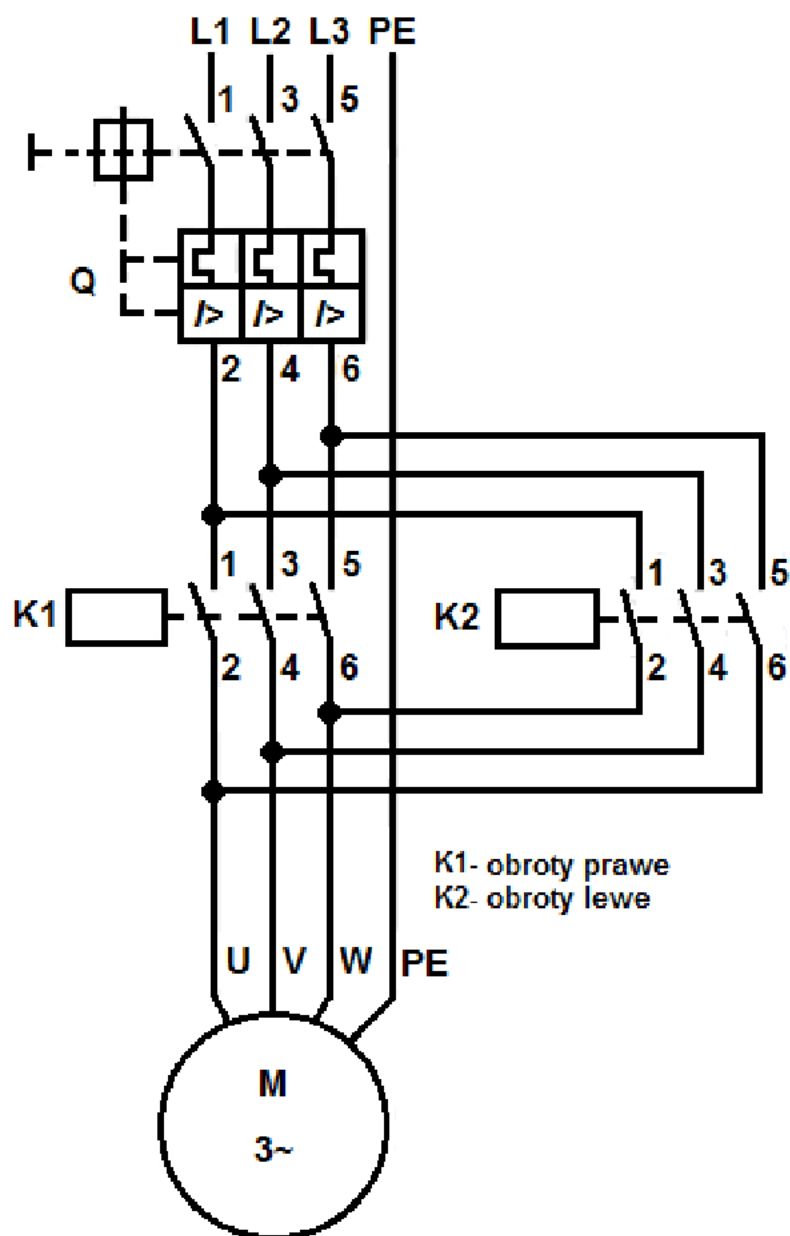 L1 L2 L3 PE
1 3 5
Q
/> /> />
2 4 6
1 3 5
1 3 5
K1
K2
2 4 6
2 4 6
K1- obroty prawe
K2- obroty lewe
U V W PE
M
3~